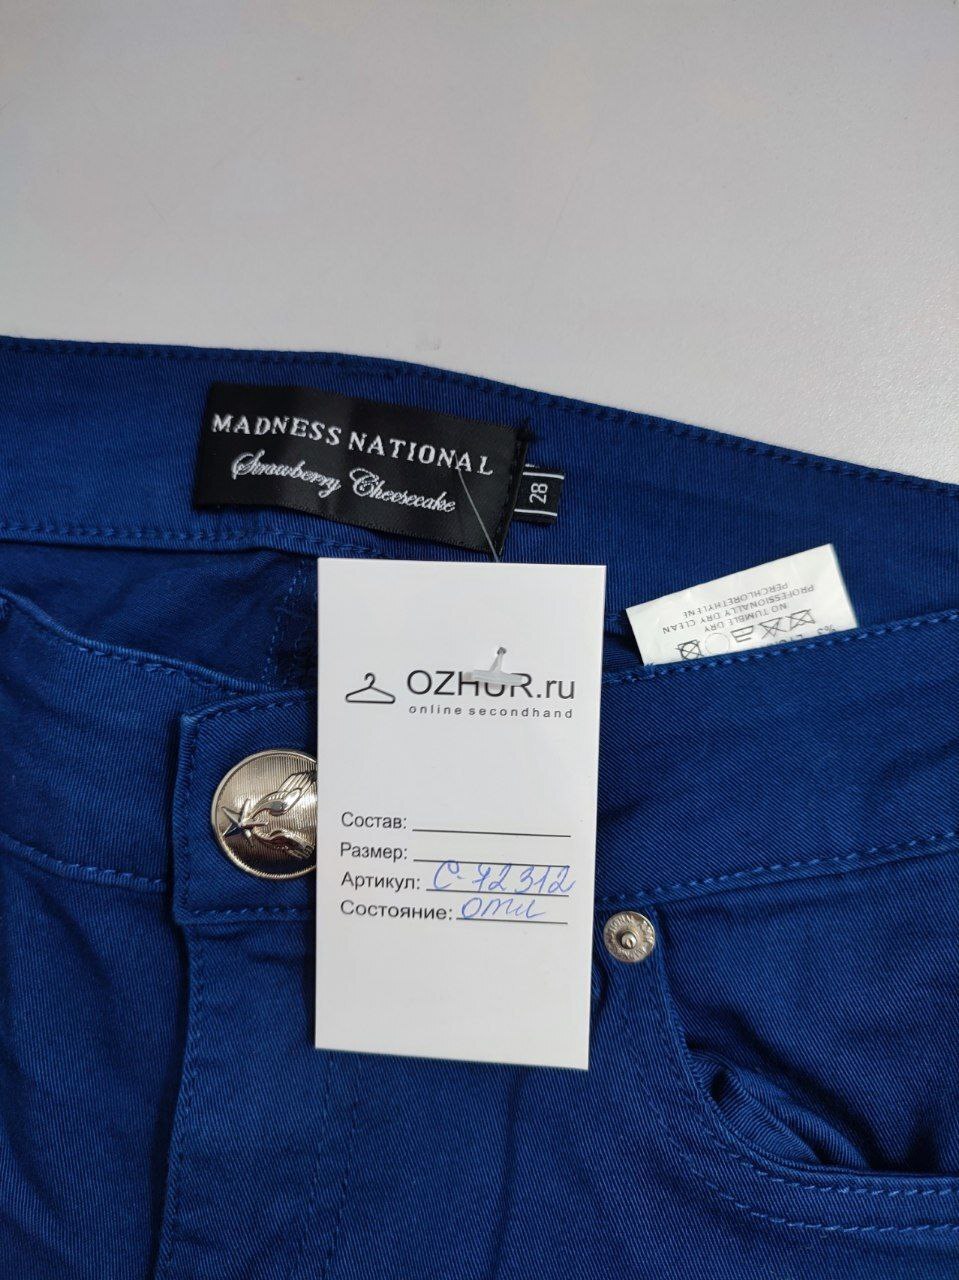 MADNESS NATIONAL
Strawberry Cheesecake
28
NO TUMBLE DRY
PROFESSIONALLY DRY CLEAN
PERCHLORETHYLENE
OZHUR.ru
online secondhand
Состав:
Размер:
Артикул: С-12312
Состояние: отл